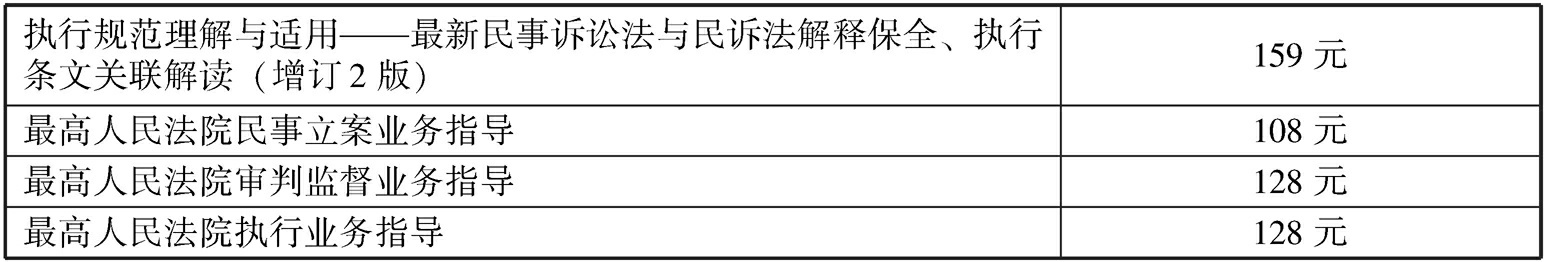 执行规范理解与适用——最新民事诉讼法与民诉法解释保全、执行
条文关联解读（增订2版）
159 元
最高人民法院民事立案业务指导 108 元
最高人民法院审判监督业务指导 128 元
最高人民法院执行业务指导 128 元